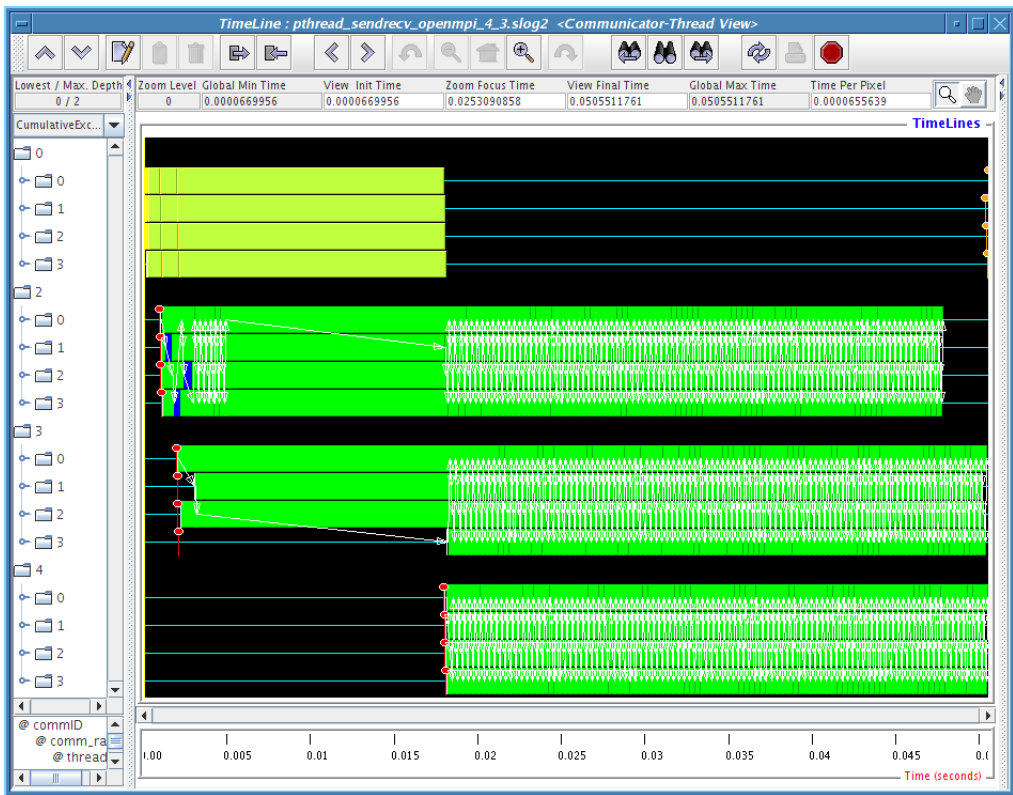 TimeLine : pthread_sendrecv_openmpi_4_3.slog2 <Communicator-Thread View>
Lowest / Max. Depth Zoom Level Global Min Time View Init Time Zoom Focus Time View Final Time Global Max Time Time Per Pixel
0 / 2 0 0.0000669956 0.0000669956 0.0253090858 0.0505511761 0.0505511761 0.0000655639
CumulativeExc...
TimeLines
0
0
1
2
3
2
0
1
2
3
3
0
1
2
3
4
0
1
2
3
@ commID
@ comm_ra
@ thread
0.005 0.01 0.015 0.02 0.025 0.03 0.035 0.04 0.045
Time (seconds)